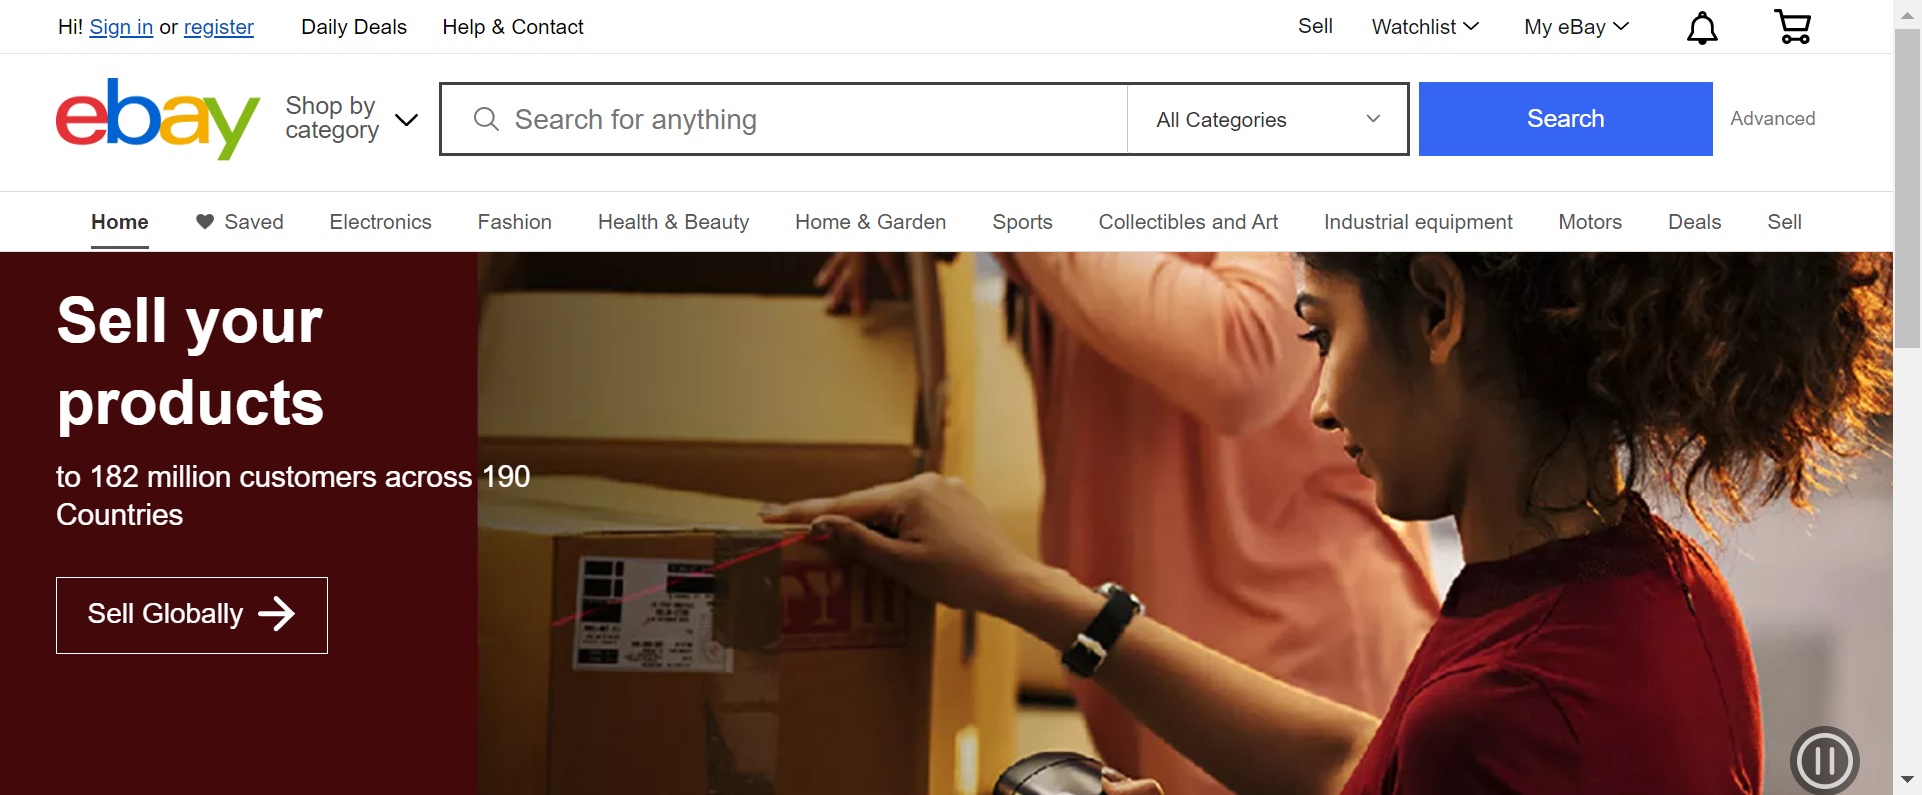 Hi! Sign in or register Daily Deals Help & Contact Sell Watchlist My eBay
ebay Shop by category Search for anything All Categories Search Advanced
Home Saved Electronics Fashion Health & Beauty Home & Garden Sports Collectibles and Art Industrial equipment Motors Deals Sell
Sell your
products
to 182 million customers across 190
Countries
Sell Globally